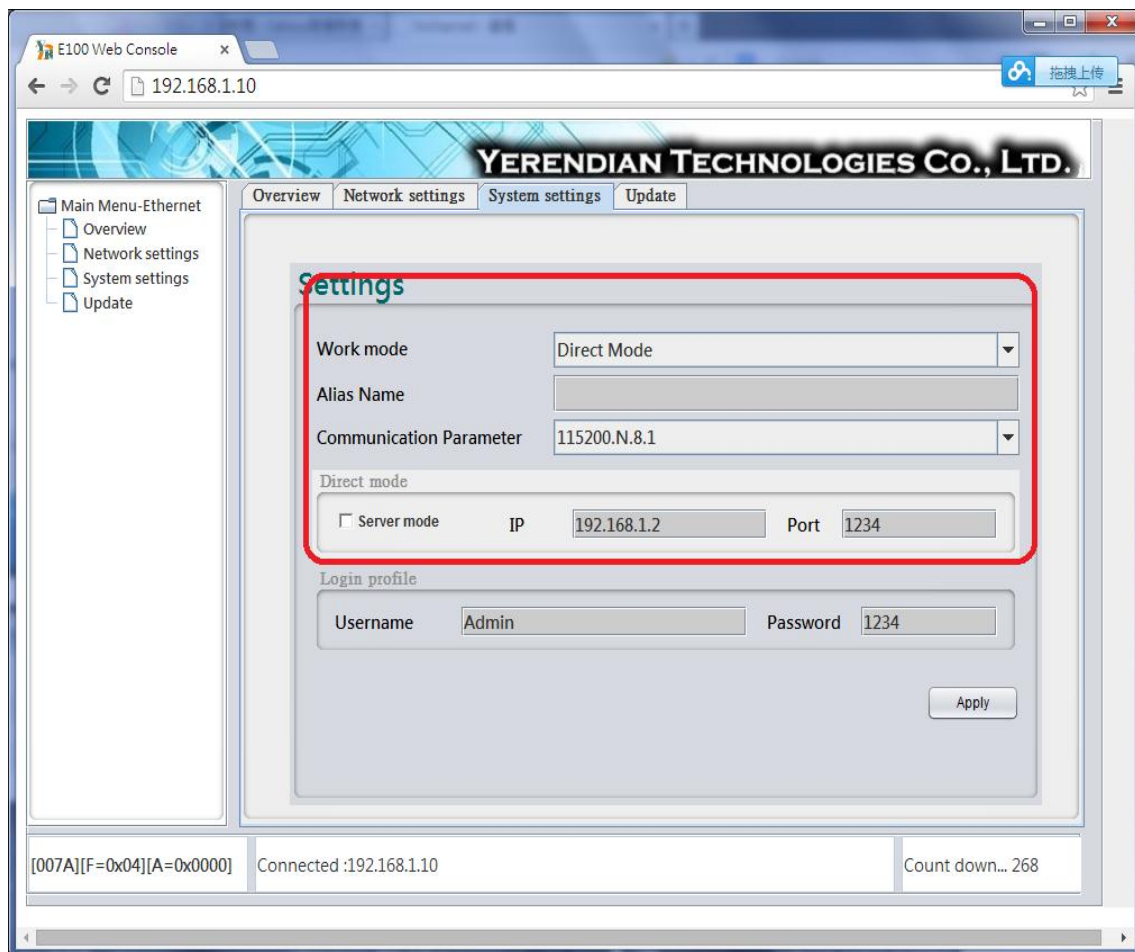 E100 Web Console
192.168.1.10
拖拽上传
YERENDIAN TECHNOLOGIES CO., LTD.
Main Menu-Ethernet
Overview
Network settings
System settings
Update
Overview Network settings System settings Update
Settings
Work mode Direct Mode
Alias Name
Communication Parameter 115200.N.8.1
Direct mode
Server mode IP 192.168.1.2 Port 1234
Login profile
Username Admin Password 1234
Apply
[007A][F=0x04][A=0x0000] Connected :192.168.1.10 Count down... 268